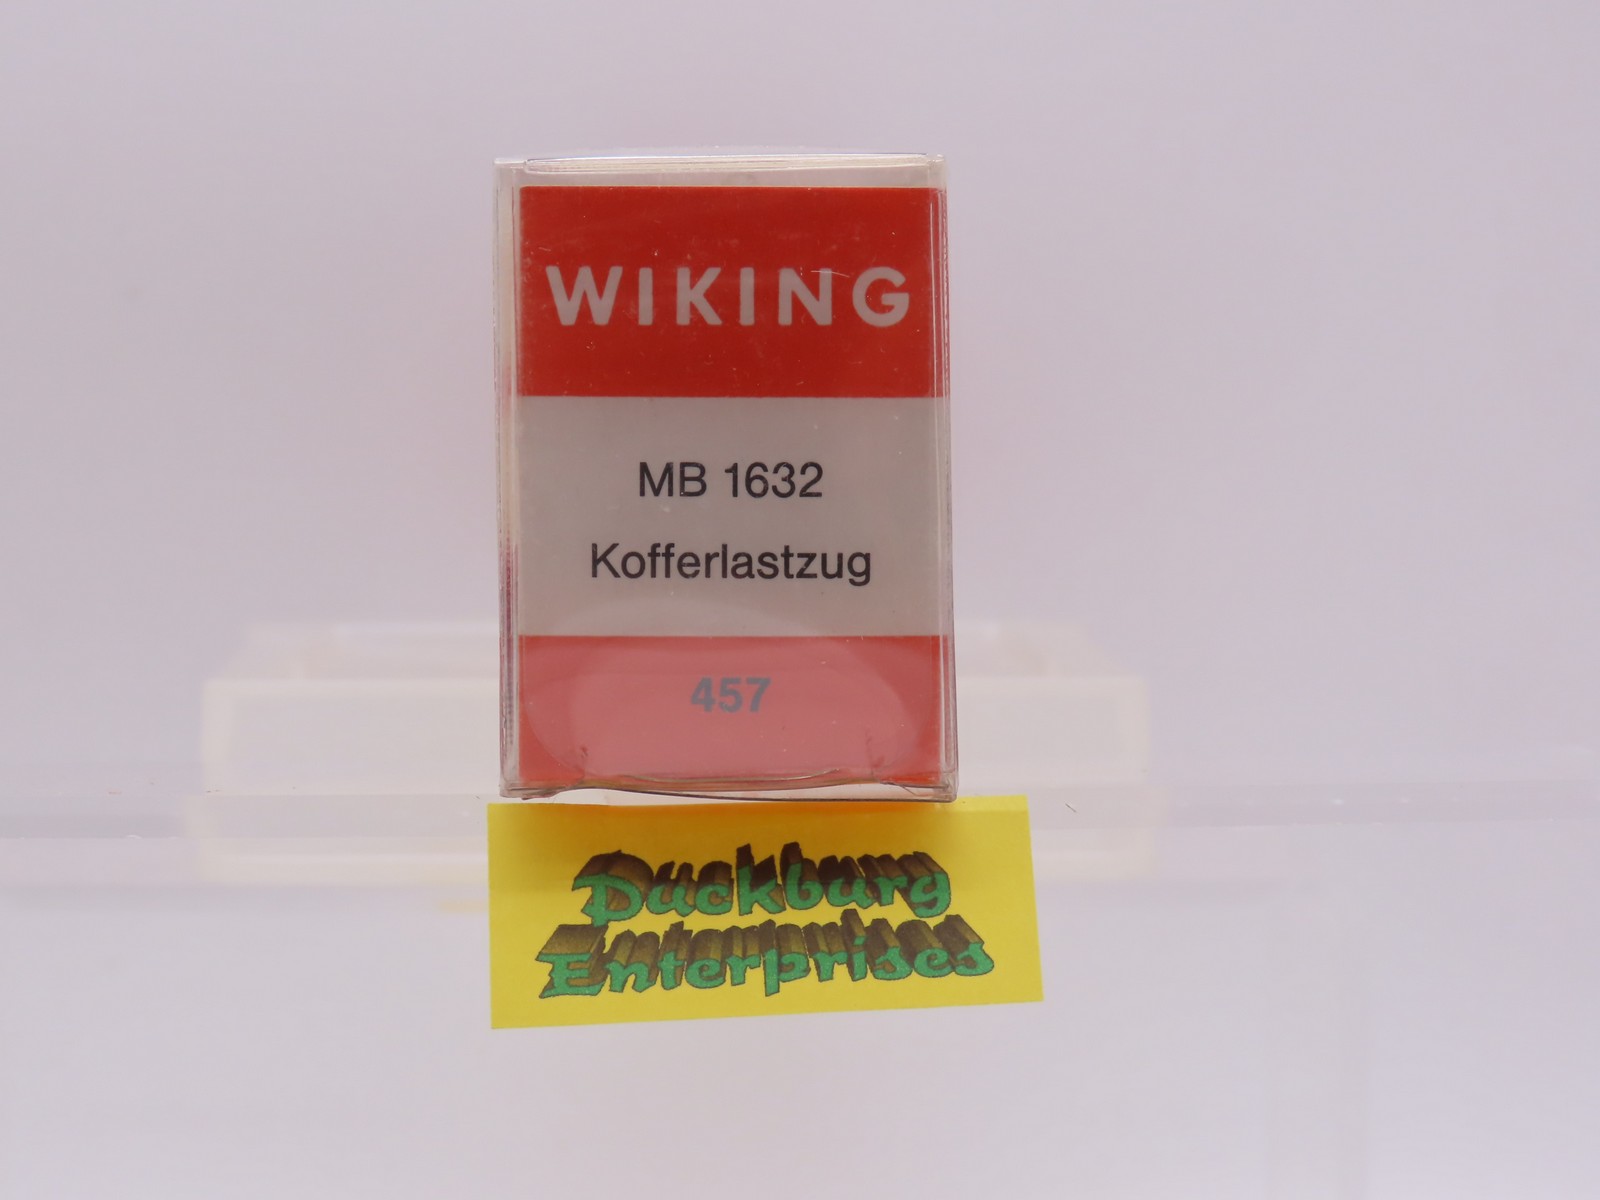 WIKING
MB 1632
Kofferlastzug
457
Duckburg
Enterprises